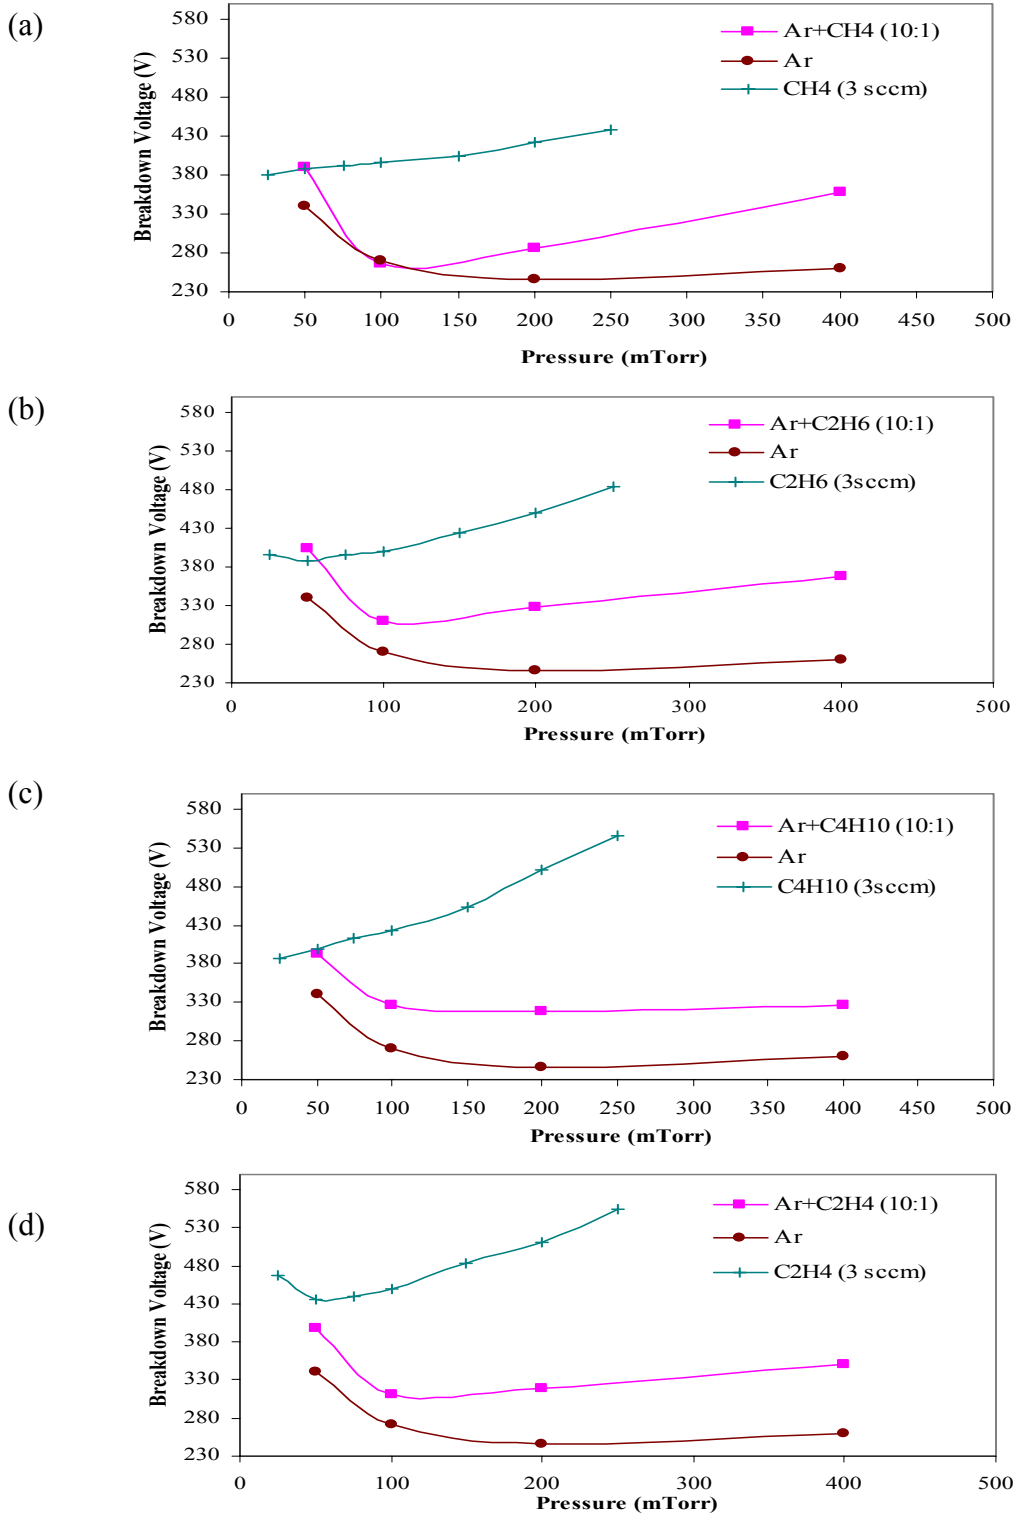 (a)
Breakdown Voltage (V)
580
530
480
430
380
330
280
230
Ar+CH4 (10:1)
Ar
CH4 (3 sccm)
0 50 100 150 200 250 300 350 400 450 500
Pressure (mTorr)
(b)
Breakdown Voltage (V)
580
530
480
430
380
330
280
230
Ar+C2H6 (10:1)
Ar
C2H6 (3sccm)
0 100 200 300 400 500
Pressure (mTorr)
(c)
Breakdown Voltage (V)
580
530
480
430
380
330
280
230
Ar+C4H10 (10:1)
Ar
C4H10 (3sccm)
0 50 100 150 200 250 300 350 400 450 500
Pressure (mTorr)
(d)
Breakdown Voltage (V)
580
530
480
430
380
330
280
230
Ar+C2H4 (10:1)
Ar
C2H4 (3 sccm)
0 100 200 300 400 500
Pressure (mTorr)